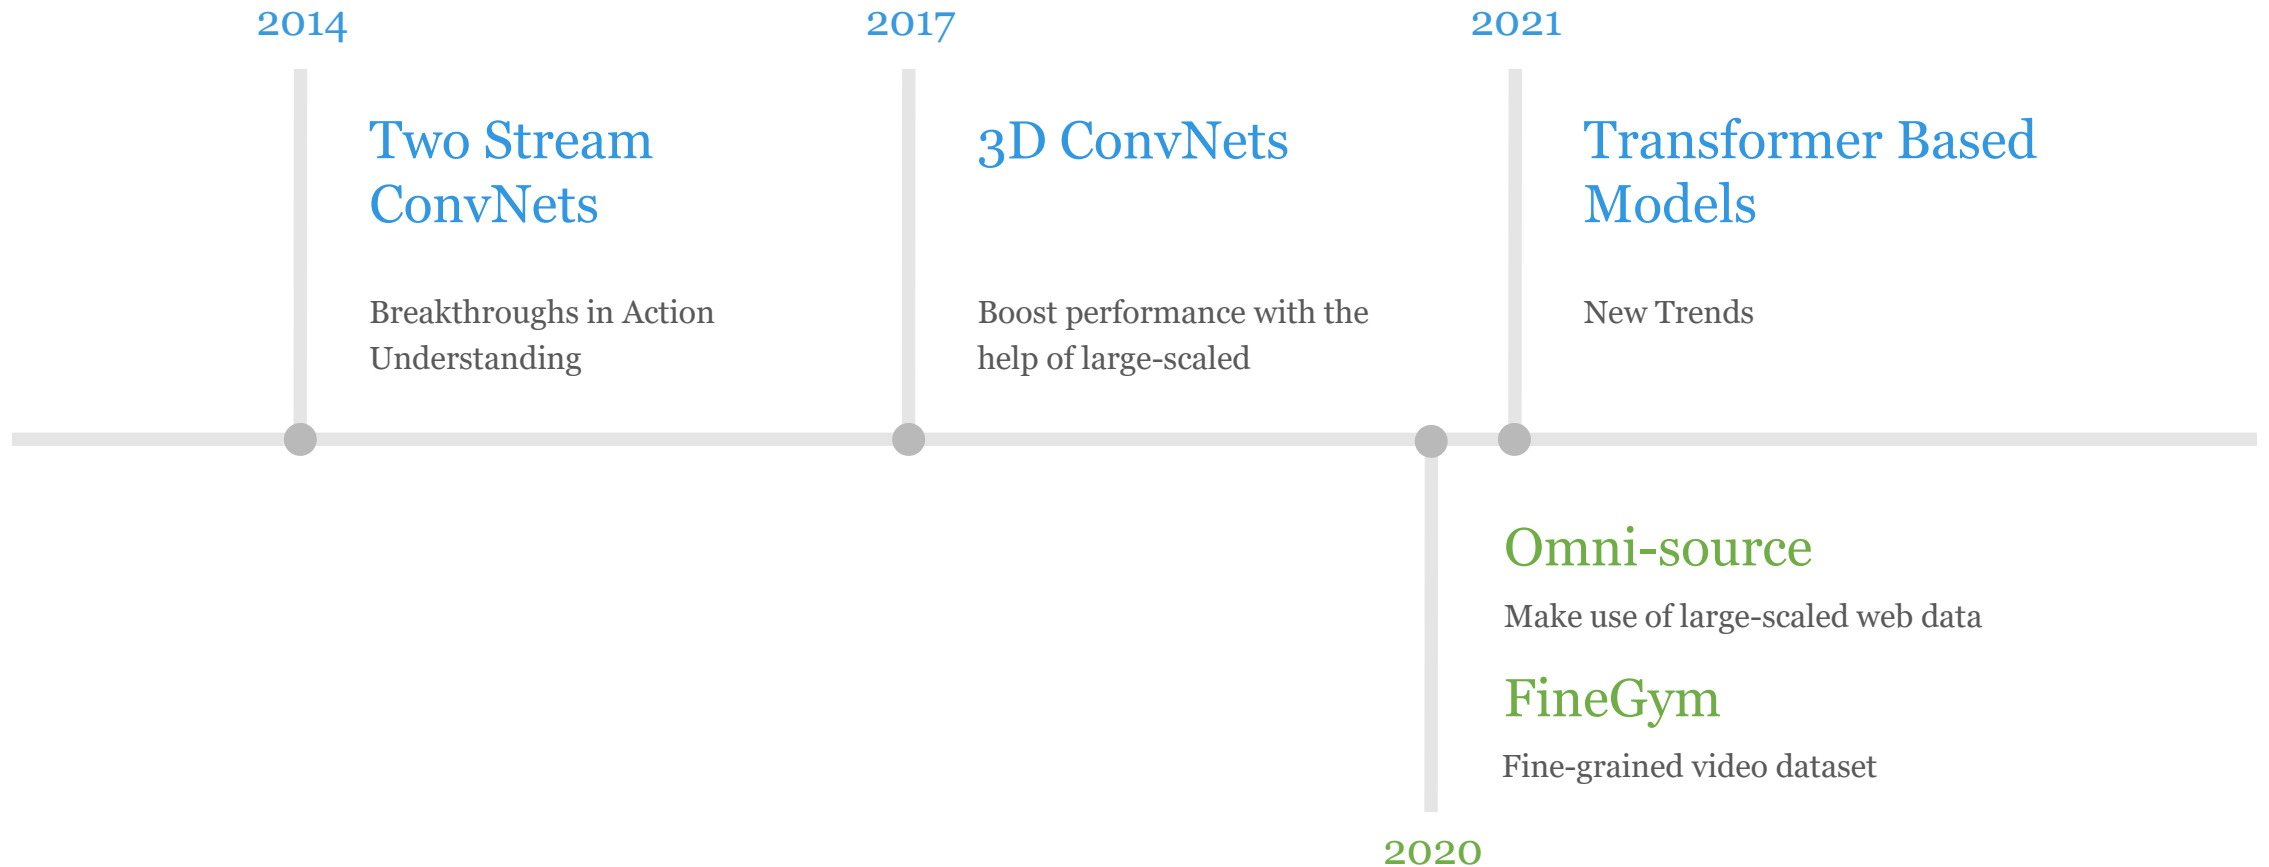 2014
Two Stream
ConvNets
Breakthroughs in Action
Understanding
2017
3D ConvNets
Boost performance with the
help of large-scaled
2021
Transformer Based
Models
New Trends
Omni-source
Make use of large-scaled web data
FineGym
Fine-grained video dataset
2020